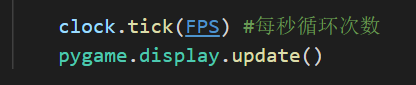 clock.tick(FPS) #每秒循环次数
pygame.display.update()